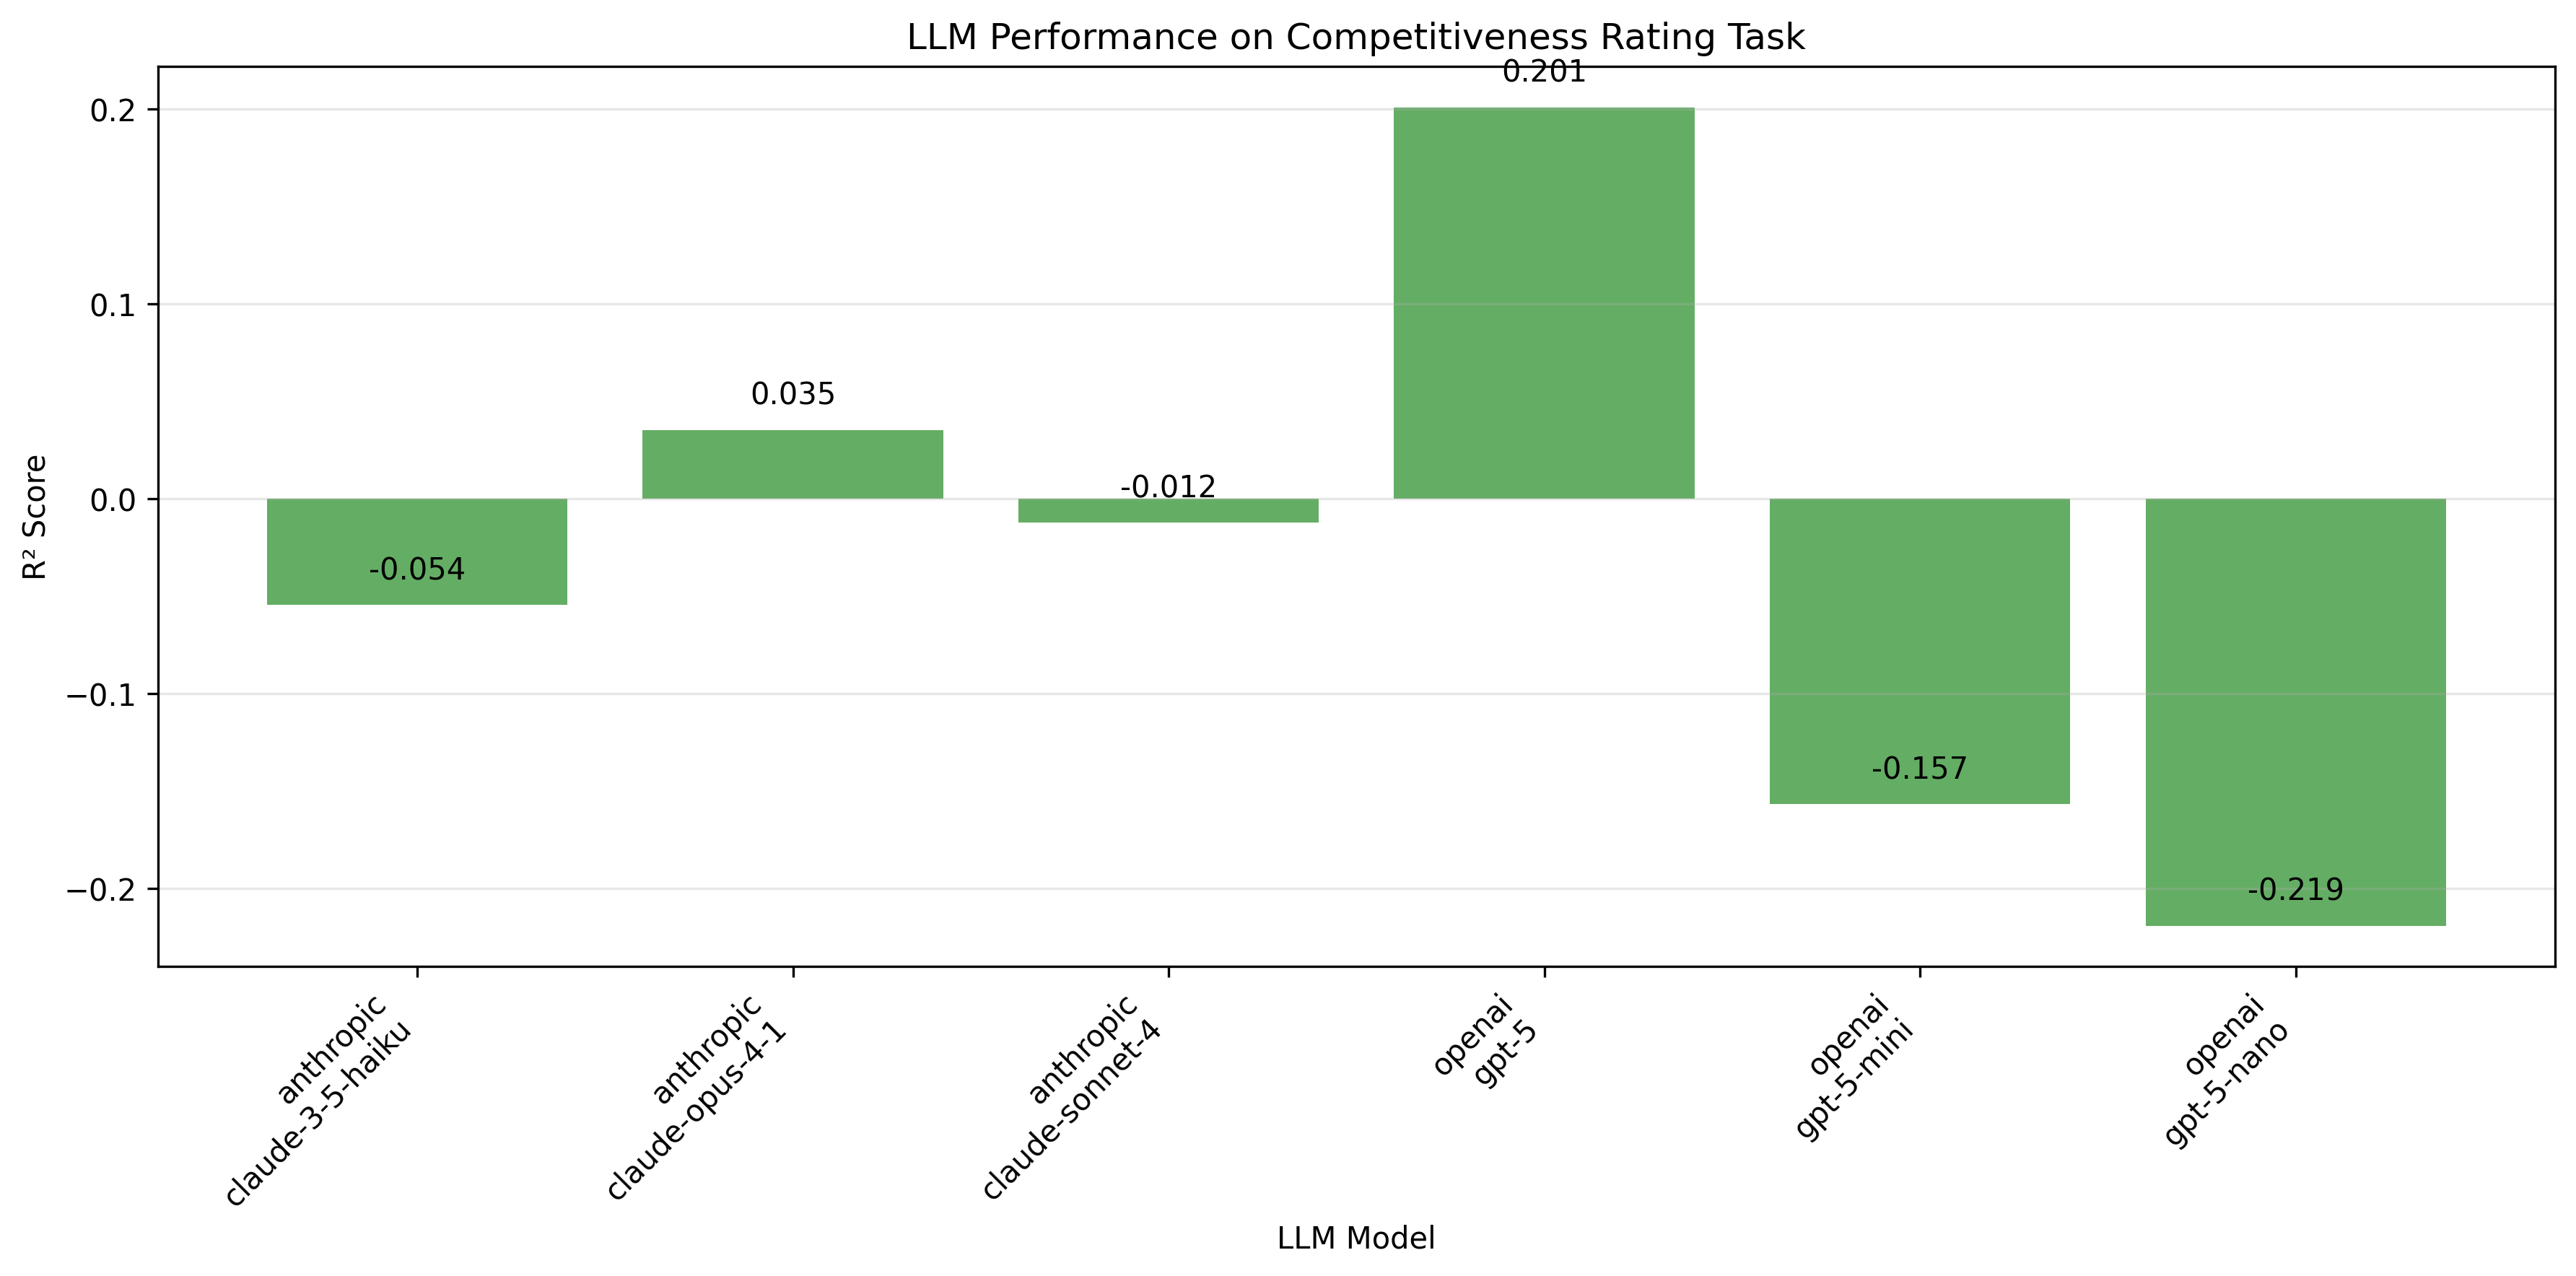 LLM Performance on Competitiveness Rating Task
0.201
0.2
0.1
0.035
0.0
-0.012
-0.054
−0.1
-0.157
−0.2
-0.219
R² Score
anthropic
claude-3-5-haiku
anthropic
claude-opus-4-1
anthropic
claude-sonnet-4
openai
gpt-5
openai
gpt-5-mini
openai
gpt-5-nano
LLM Model